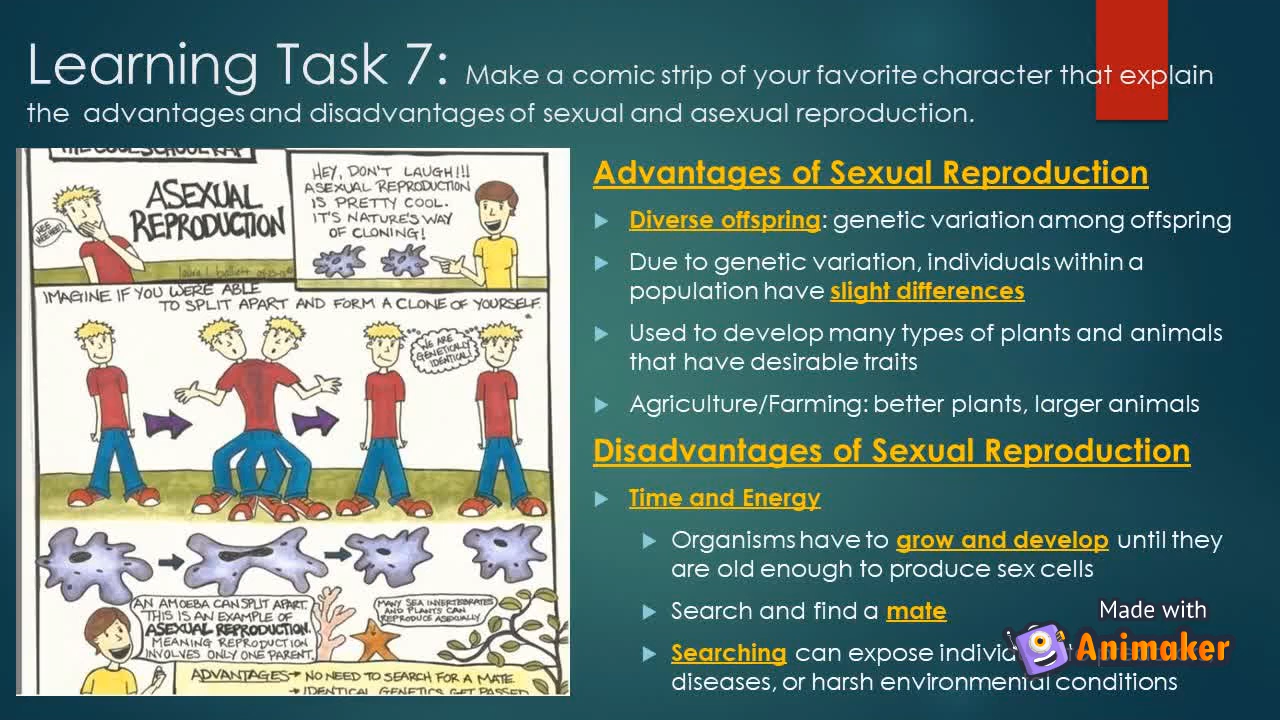 Learning Task 7: Make a comic strip of your favorite character that explain
the advantages and disadvantages of sexual and asexual reproduction.
THE COOL SCHOOL RAP
ASEXUAL
REPRODUCTION
HEY, DON'T LAUGH!!!
ASEXUAL REPRODUCTION
IS PRETTY COOL.
IT'S NATURE'S WAY
OF CLONING!
IMAGINE IF YOU WERE ABLE
TO SPLIT APART AND FORM A CLONE OF YOURSELF.
WE ARE
GENETICALLY
IDENTICAL!
AN AMOEBA CAN SPLIT APART.
THIS IS AN EXAMPLE OF
ASEXUAL REPRODUCTION.
MEANING REPRODUCTION
INVOLVES ONLY ONE PARENT.
MANY SEA INVERTEBRATES
AND PLANTS CAN
REPRODUCE ASEXUALLY.
ADVANTAGES → NO NEED TO SEARCH FOR A MATE
→ IDENTICAL GENETICS GET PASSED
Advantages of Sexual Reproduction
Diverse offspring: genetic variation among offspring
Due to genetic variation, individuals within a
population have slight differences
Used to develop many types of plants and animals
that have desirable traits
Agriculture/Farming: better plants, larger animals
Disadvantages of Sexual Reproduction
Time and Energy
Organisms have to grow and develop until they
are old enough to produce sex cells
Search and find a mate
Searching can expose
diseases, or harsh environmental conditions
Made with
Animaker